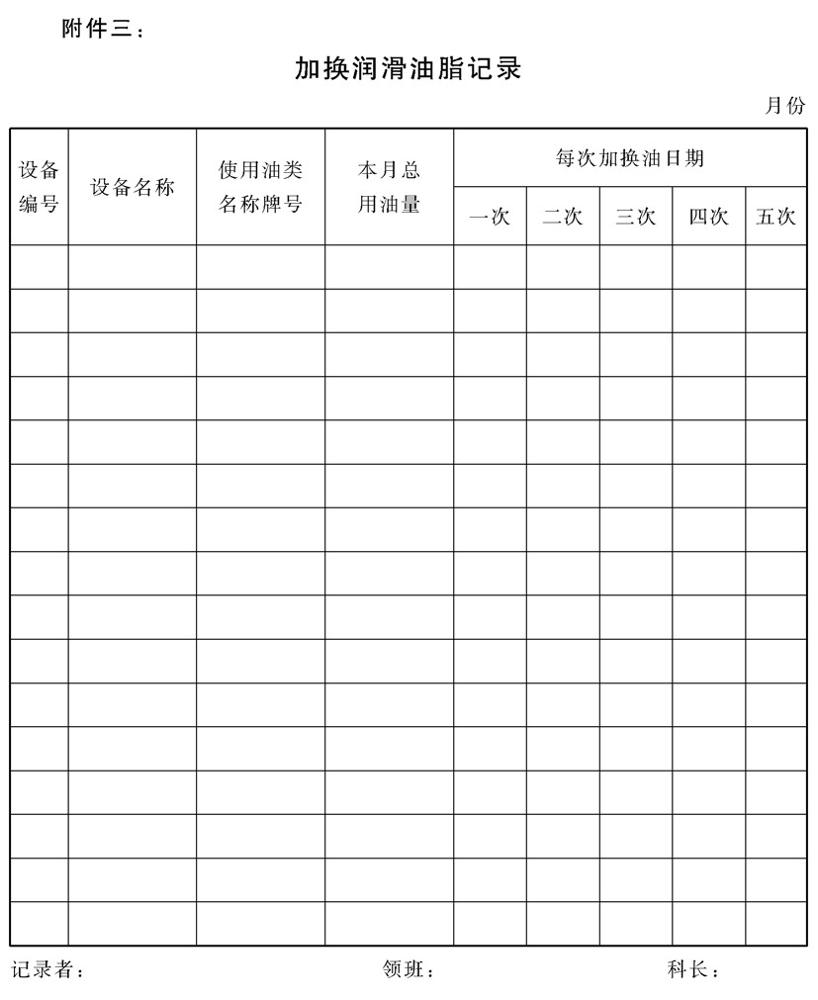 附件三：
加换润滑油脂记录
月份
设备
编号
设备名称
使用油类
名称牌号
本月总
用油量
每次加换油日期
一次
二次
三次
四次
五次
记录者：
领班：
科长：